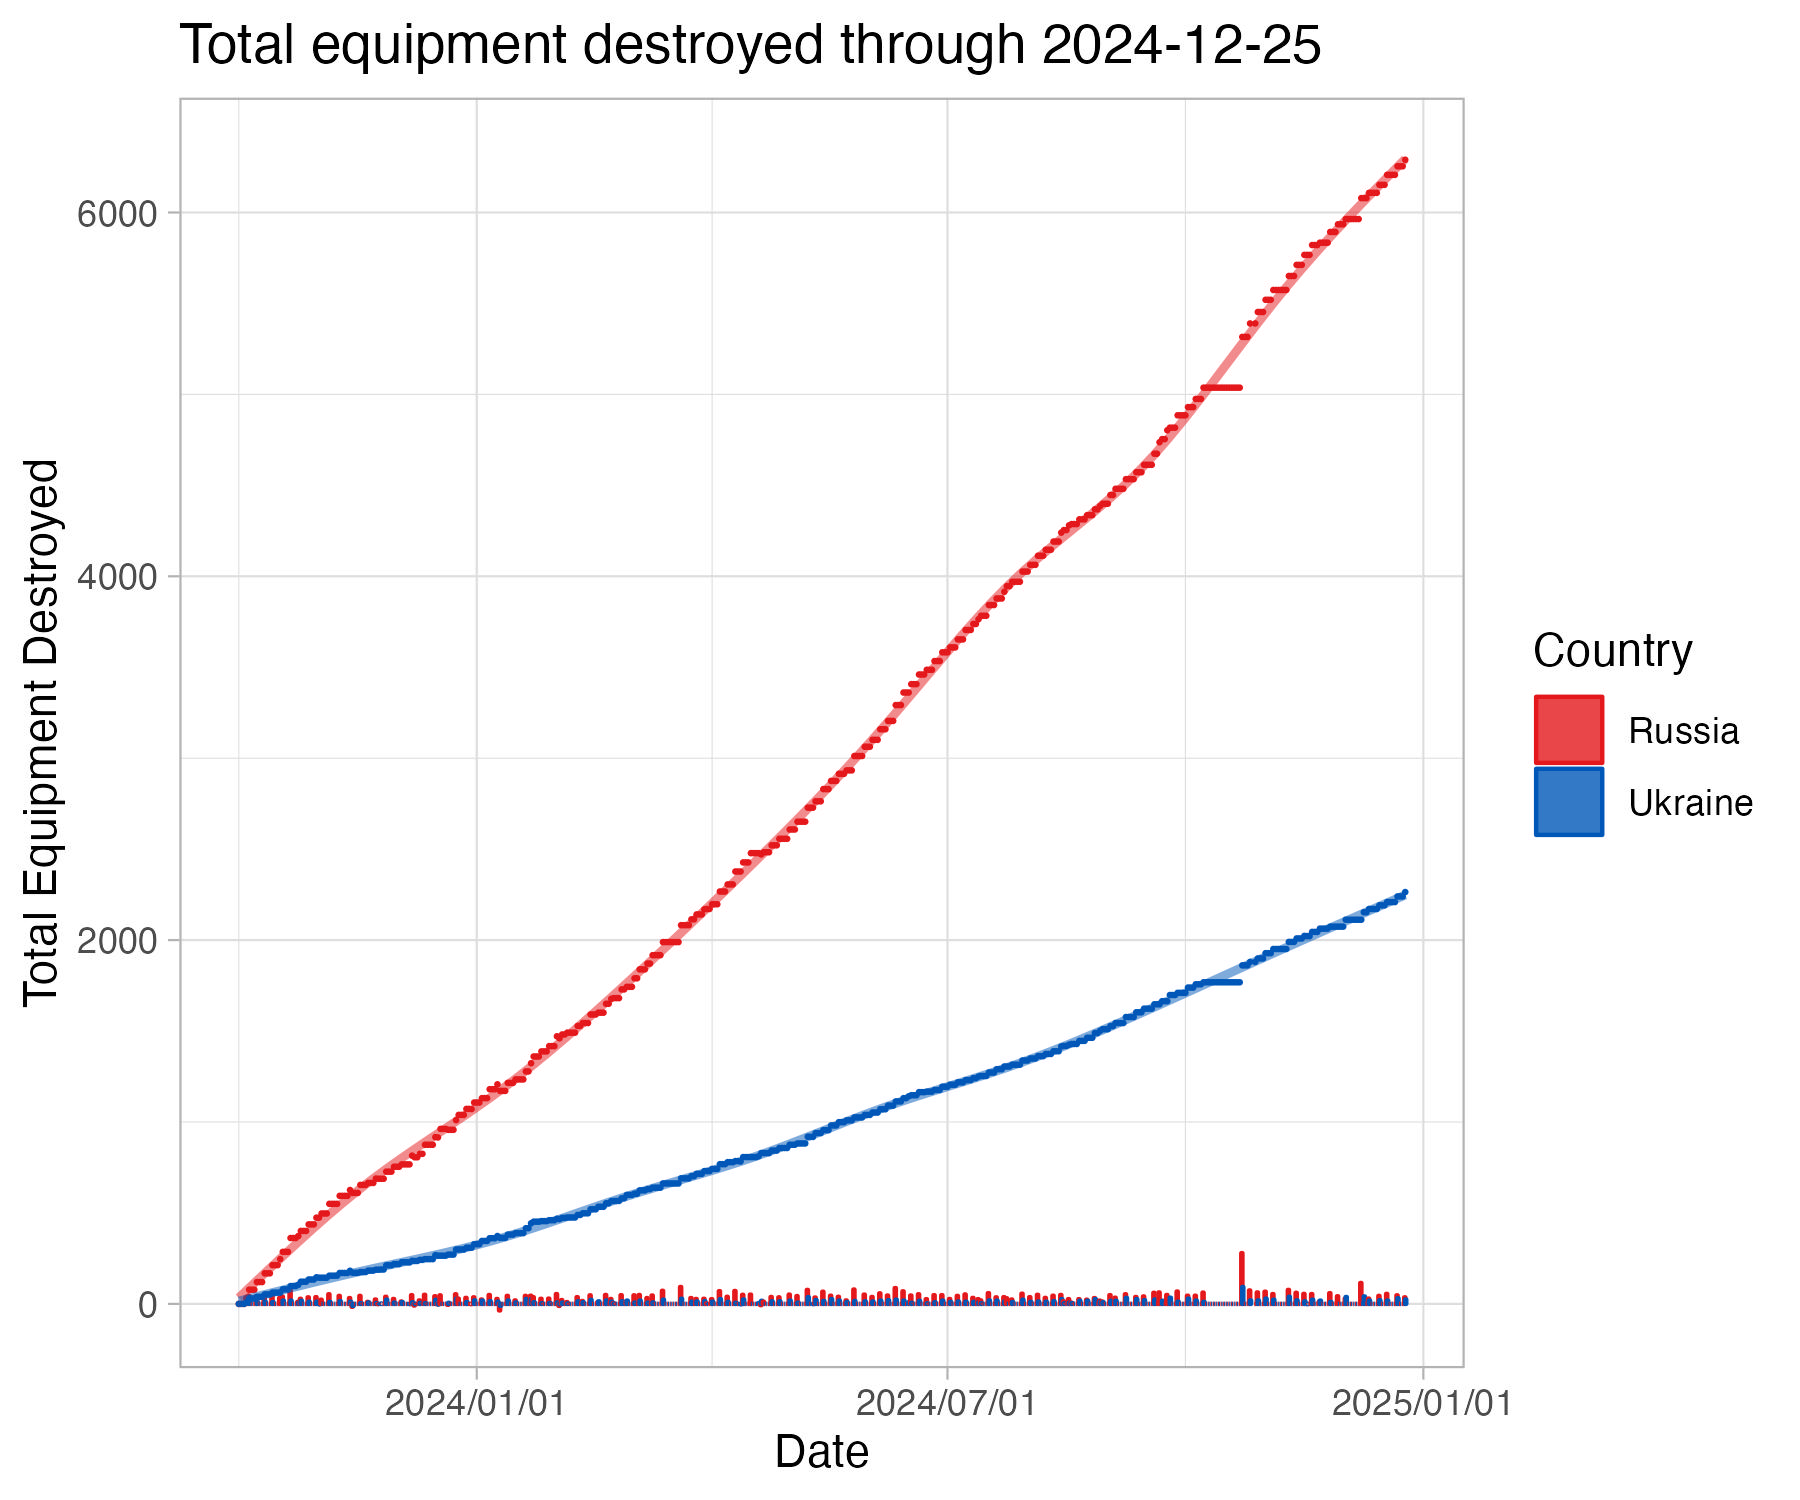 Total equipment destroyed through 2024-12-25
Total Equipment Destroyed
6000
4000
2000
0
2024/01/01
2024/07/01
2025/01/01
Date
Country
Russia
Ukraine